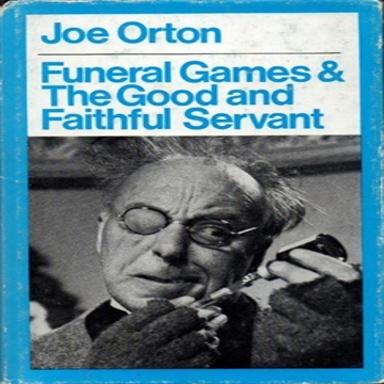 Joe Orton
Funeral Games &
The Good and
Faithful Servant